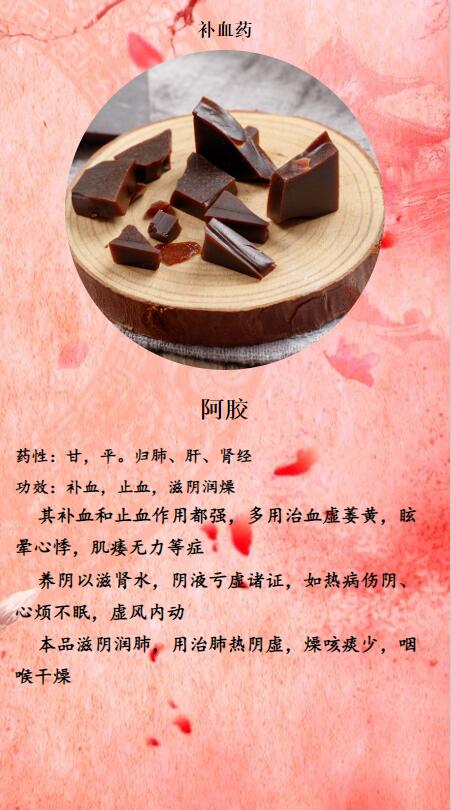 补血药
阿胶
药性：甘，平。归肺、肝、肾经
功效：补血，止血，滋阴润燥
其补血和止血作用都强，多用治血虚萎黄，眩
晕心悸，肌痿无力等症
养阴以滋肾水，阴液亏虚诸证，如热病伤阴、
心烦不眠，虚风内动
本品滋阴润肺，用治肺热阴虚，燥咳痰少，咽
喉干燥